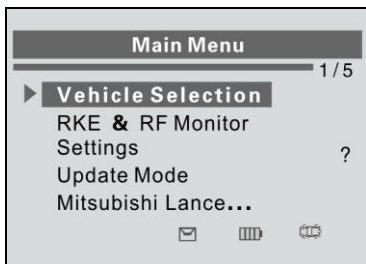 Main Menu
1/5
Vehicle Selection
RKE & RF Monitor
Settings
?
Update Mode
Mitsubishi Lance...